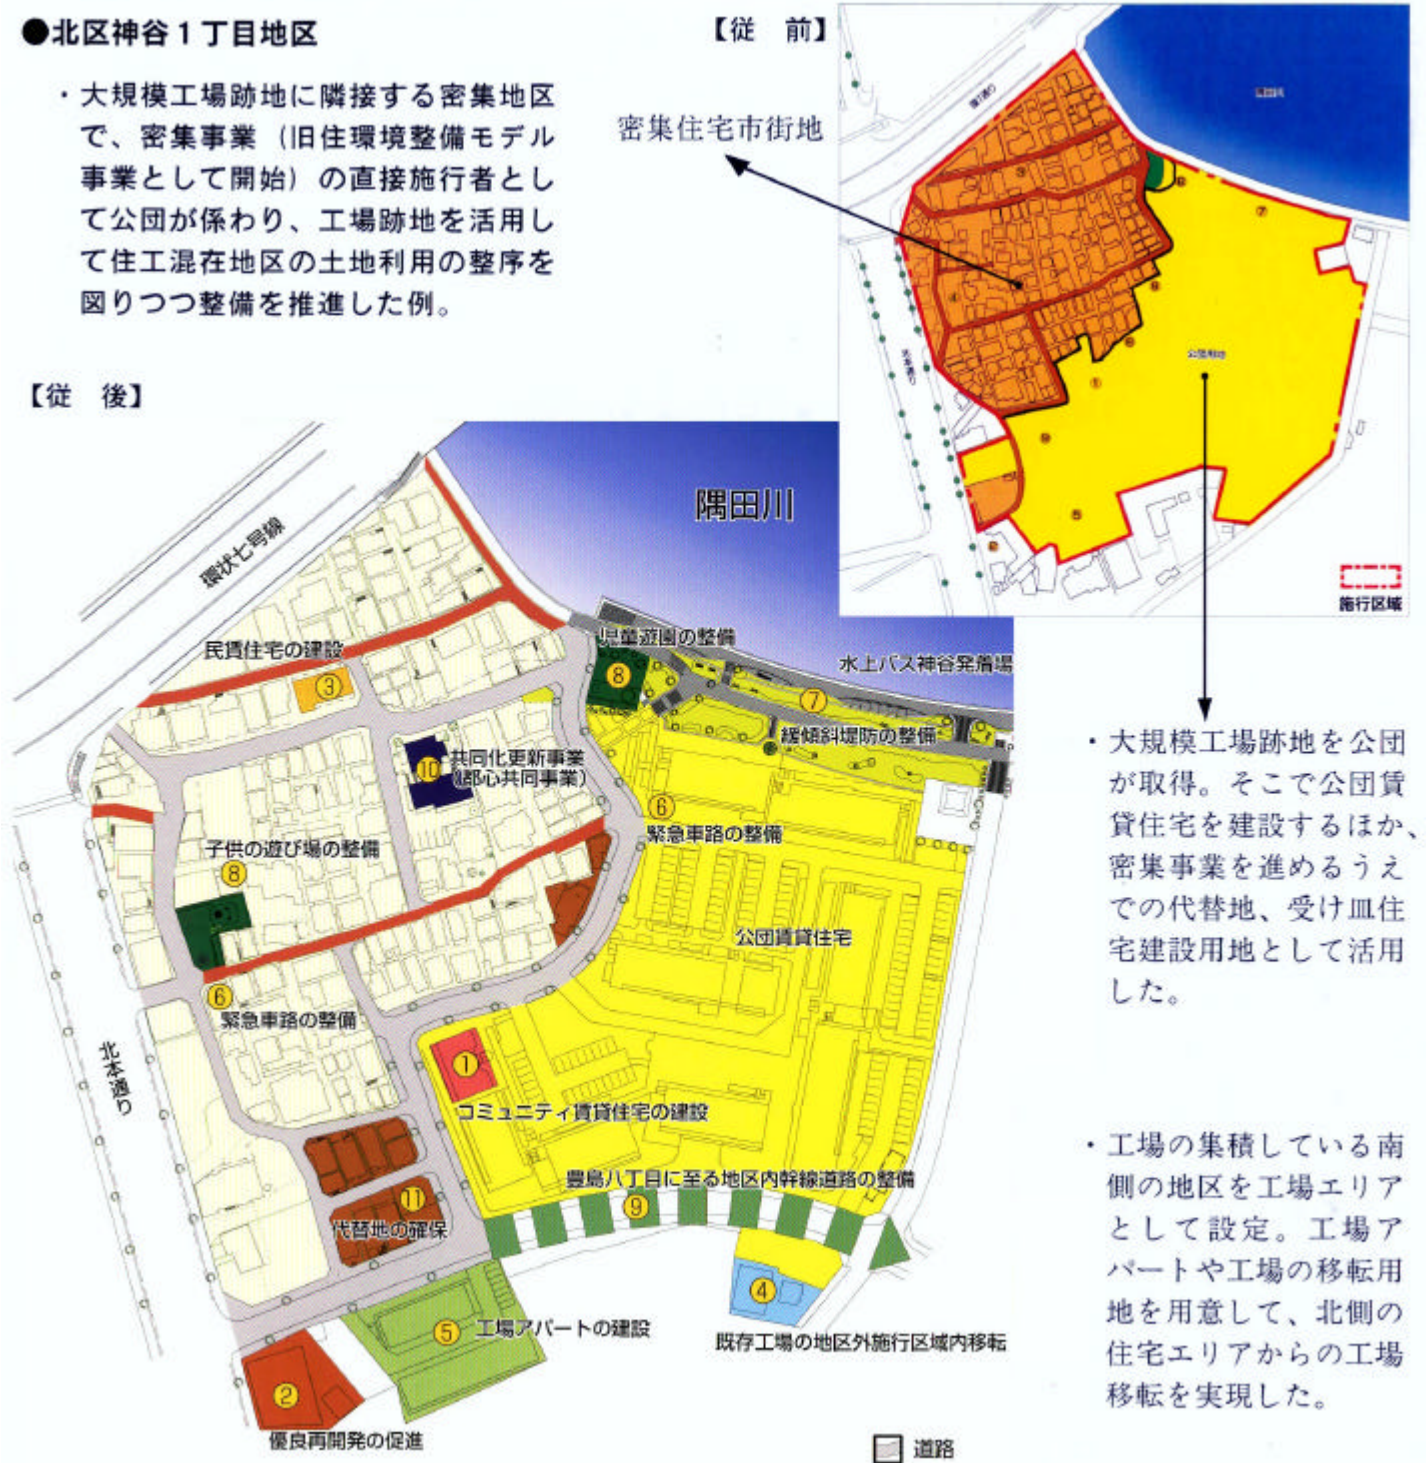 ●北区神谷1丁目地区
・大規模工場跡地に隣接する密集地区
で、密集事業（旧住環境整備モデル
事業として開始）の直接施行者とし
て公団が係わり、工場跡地を活用し
て住工混在地区の土地利用の整序を
図りつつ整備を推進した例。
【従　前】
密集住宅市街地
隅田川
環7通り
北本通り
公団用地
③
④
⑦
⑧
①
⑤
施行区域
【従　後】
隅田川
環状七号線
民賃住宅の建設
③
児童遊園の整備
⑧
水上バス神谷発着場
⑦
緩傾斜堤防の整備
⑩
共同化更新事業
（都心共同事業）
⑥
緊急車路の整備
子供の遊び場の整備
⑧
公団賃貸住宅
⑥
緊急車路の整備
北本通り
①
コミュニティ賃貸住宅の建設
豊島八丁目に至る地区内幹線道路の整備
⑨
⑪
代替地の確保
④
既存工場の地区外施行区域内移転
⑤
工場アパートの建設
②
優良再開発の促進
道路
・大規模工場跡地を公団
が取得。そこで公団賃
貸住宅を建設するほか、
密集事業を進めるうえ
での代替地、受け皿住
宅建設用地として活用
した。
・工場の集積している南
側の地区を工場エリア
として設定。工場ア
パートや工場の移転用
地を用意して、北側の
住宅エリアからの工場
移転を実現した。